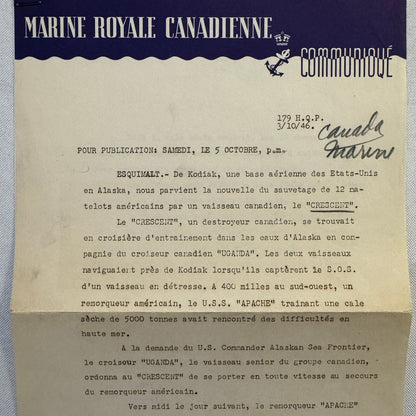 MARINE ROYALE CANADIENNE
COMMUNIQUÉ
179 H.Q.P.
3/10/46.
Canada
Marine
POUR PUBLICATION: SAMEDI, LE 5 OCTOBRE, p.m.
ESQUIMALT.- De Kodiak, une base aérienne des Etats-Unis
en Alaska, nous parvient la nouvelle du sauvetage de 12 ma-
telots américains par un vaisseau canadien, le "CRESCENT".
Le "CRESCENT", un destroyeur canadien, se trouvait
en croisière d'entrainement dans les eaux d'Alaska en com-
pagnie du croiseur canadien "UGANDA". Les deux vaisseaux
naviguaient près de Kodiak lorsqu'ils captèrent le S.O.S.
d'un vaisseau en détresse. A 400 milles au sud-ouest, un
remorqueur américain, le U.S.S. "APACHE" trainant une cale
sèche de 5000 tonnes avait rencontré des difficultés en
haute mer.
A la demande du U.S. Commander Alaskan Sea Frontier,
le croiseur "UGANDA", le vaisseau senior du groupe canadien,
ordonna au "CRESCENT" de se porter en toute vitesse au secours
du remorqueur américain.
Vers midi le jour suivant, le remorqueur "APACHE"